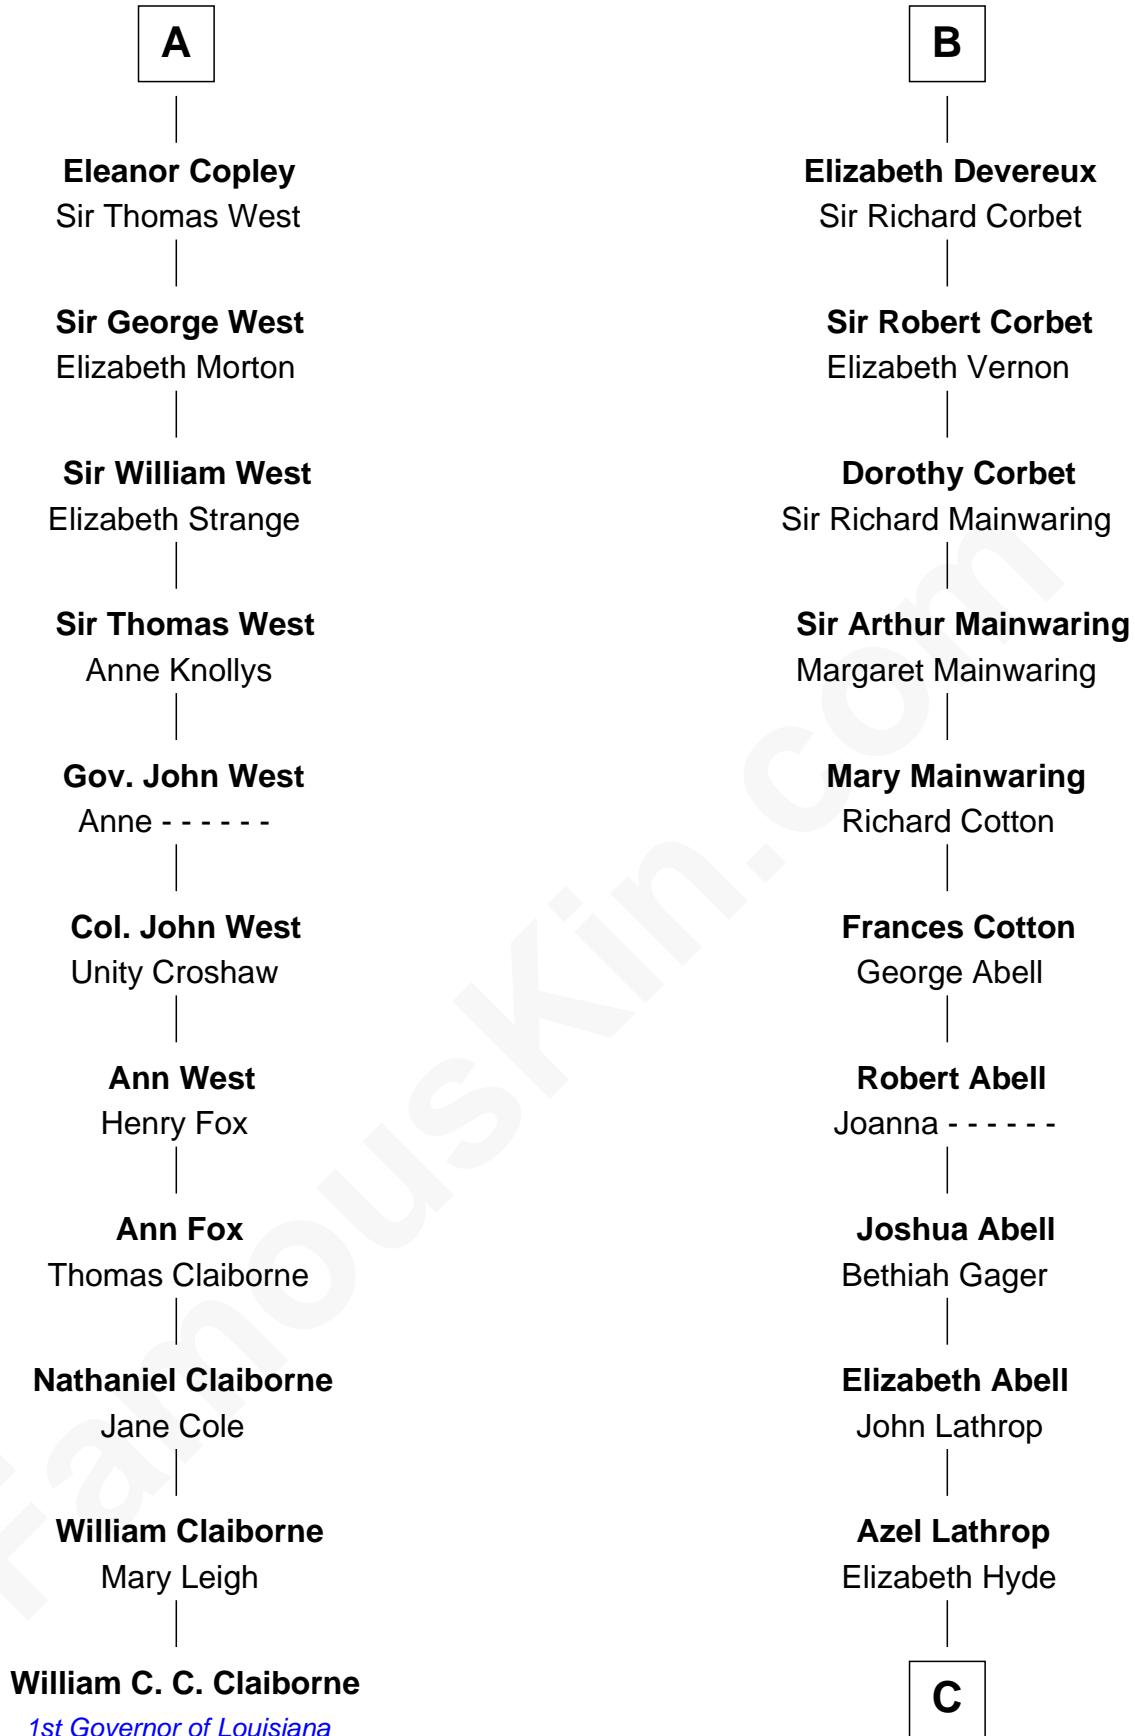 A
Eleanor Copley
Sir Thomas West
Sir George West
Elizabeth Morton
Sir William West
Elizabeth Strange
Sir Thomas West
Anne Knollys
Gov. John West
Anne - - - - - -
Col. John West
Unity Croshaw
Ann West
Henry Fox
Ann Fox
Thomas Claiborne
Nathaniel Claiborne
Jane Cole
William Claiborne
Mary Leigh
William C. C. Claiborne
1st Governor of Louisiana
B
Elizabeth Devereux
Sir Richard Corbet
Sir Robert Corbet
Elizabeth Vernon
Dorothy Corbet
Sir Richard Mainwaring
Sir Arthur Mainwaring
Margaret Mainwaring
Mary Mainwaring
Richard Cotton
Frances Cotton
George Abell
Robert Abell
Joanna - - - - - -
Joshua Abell
Bethiah Gager
Elizabeth Abell
John Lathrop
Azel Lathrop
Elizabeth Hyde
C
FamousKin.com